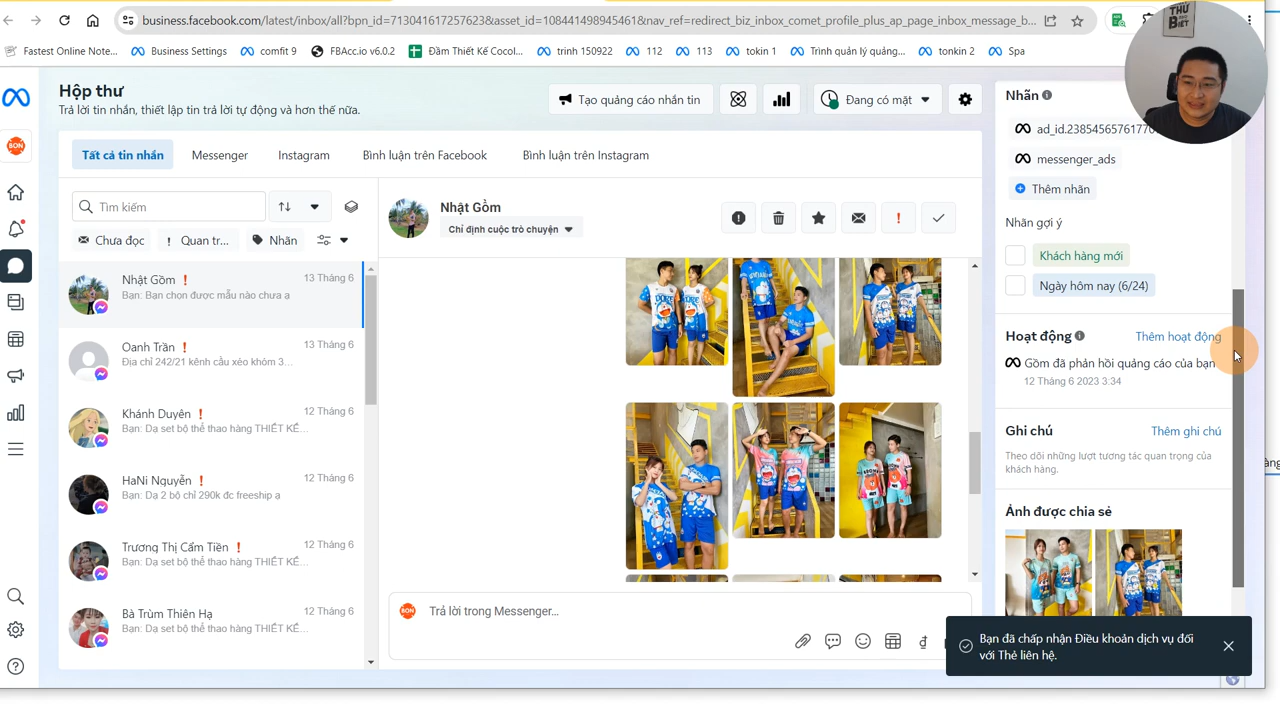 business.facebook.com/latest/inbox/all?bpn_id=713041617257623&asset_id=108441498945461&nav_ref=redirect_biz_inbox_comet_profile_plus_ap_page_inbox_message_b...
Fastest Online Note...
Business Settings
comfit 9
FBAcc.io v6.0.2
Đầm Thiết Kế Cocol...
trinh 150922
112
113
tokin 1
Trình quản lý quảng...
tonkin 2
Spa
THỨ
BIẾT
Hộp thư
Trả lời tin nhắn, thiết lập tin trả lời tự động và hơn thế nữa.
Tạo quảng cáo nhắn tin
Đang có mặt
Tất cả tin nhắn
Messenger
Instagram
Bình luận trên Facebook
Bình luận trên Instagram
BON
Tìm kiếm
Chưa đọc
! Quan tr...
Nhãn
Nhật Gồm
13 Tháng 6
Bạn: Bạn chọn được mẫu nào chưa ạ
Oanh Trần
13 Tháng 6
Địa chỉ 242/21 kênh cầu xéo khóm 3...
Khánh Duyên
12 Tháng 6
Bạn: Dạ set bộ thể thao hàng THIẾT KẾ...
HaNi Nguyễn
12 Tháng 6
Bạn: Dạ 2 bộ chỉ 290k đc freeship ạ
Trương Thị Cẩm Tiên
12 Tháng 6
Bạn: Dạ set bộ thể thao hàng THIẾT KẾ...
Bà Trùm Thiên Hạ
12 Tháng 6
Bạn: Dạ set bộ thể thao hàng THIẾT KẾ...
Nhật Gồm
Chỉ định cuộc trò chuyện
BON
Trả lời trong Messenger...
Nhãn
ad_id.2385456576177
messenger_ads
Thêm nhãn
Nhãn gợi ý
Khách hàng mới
Ngày hôm nay (6/24)
Hoạt động
Thêm hoạt động
Gồm đã phản hồi quảng cáo của bạn
12 Tháng 6 2023 3:34
Ghi chú
Thêm ghi chú
Theo dõi những lượt tương tác quan trọng của
khách hàng.
Ảnh được chia sẻ
Bạn đã chấp nhận Điều khoản dịch vụ đối
với Thẻ liên hệ.